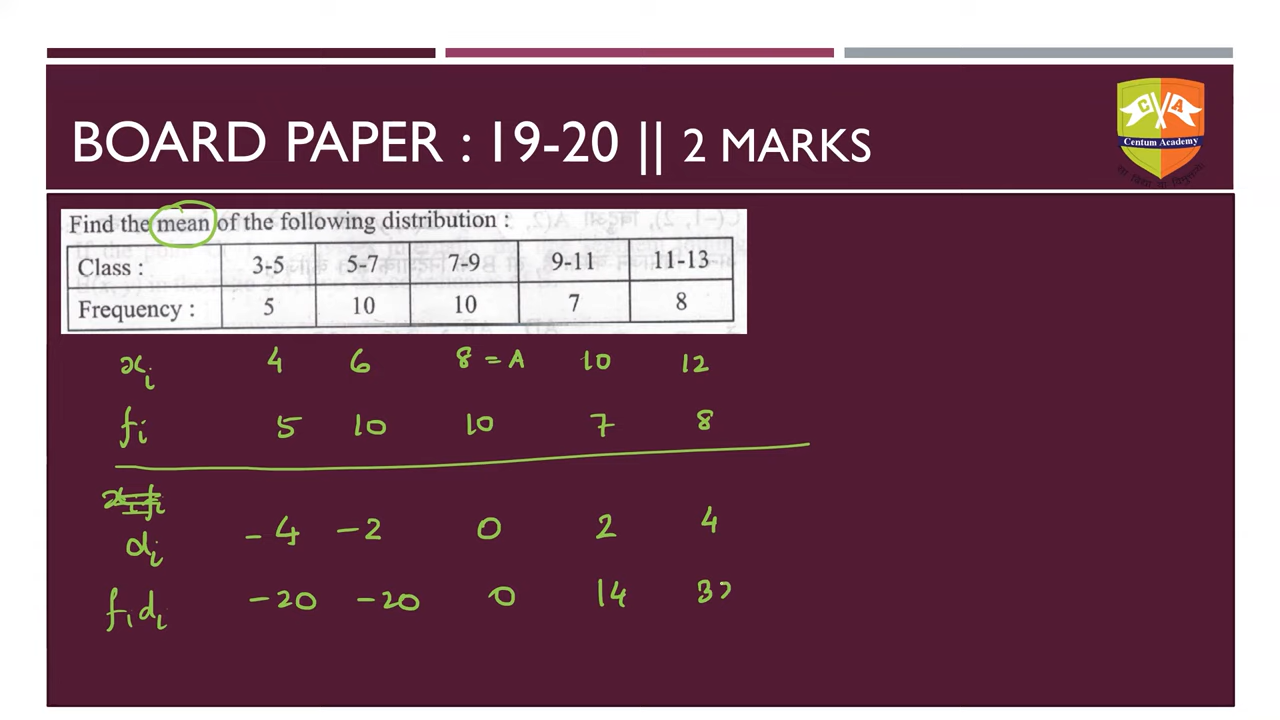 BOARD PAPER : 19-20 || 2 MARKS
C A
Centum Academy
Find the mean of the following distribution :
Class : 3-5 5-7 7-9 9-11 11-13
Frequency : 5 10 10 7 8
xi 4 6 8 = A 10 12
fi 5 10 10 7 8
di -4 -2 0 2 4
fidi -20 -20 0 14